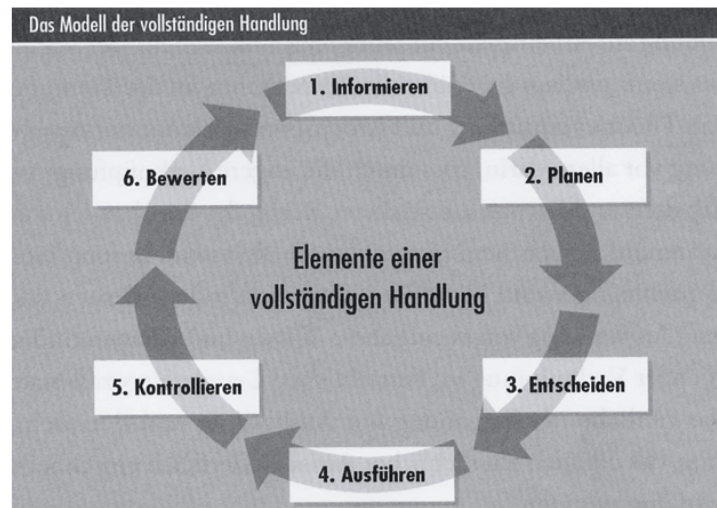 Das Modell der vollständigen Handlung
1. Informieren
2. Planen
3. Entscheiden
4. Ausführen
5. Kontrollieren
6. Bewerten
Elemente einer
vollständigen Handlung